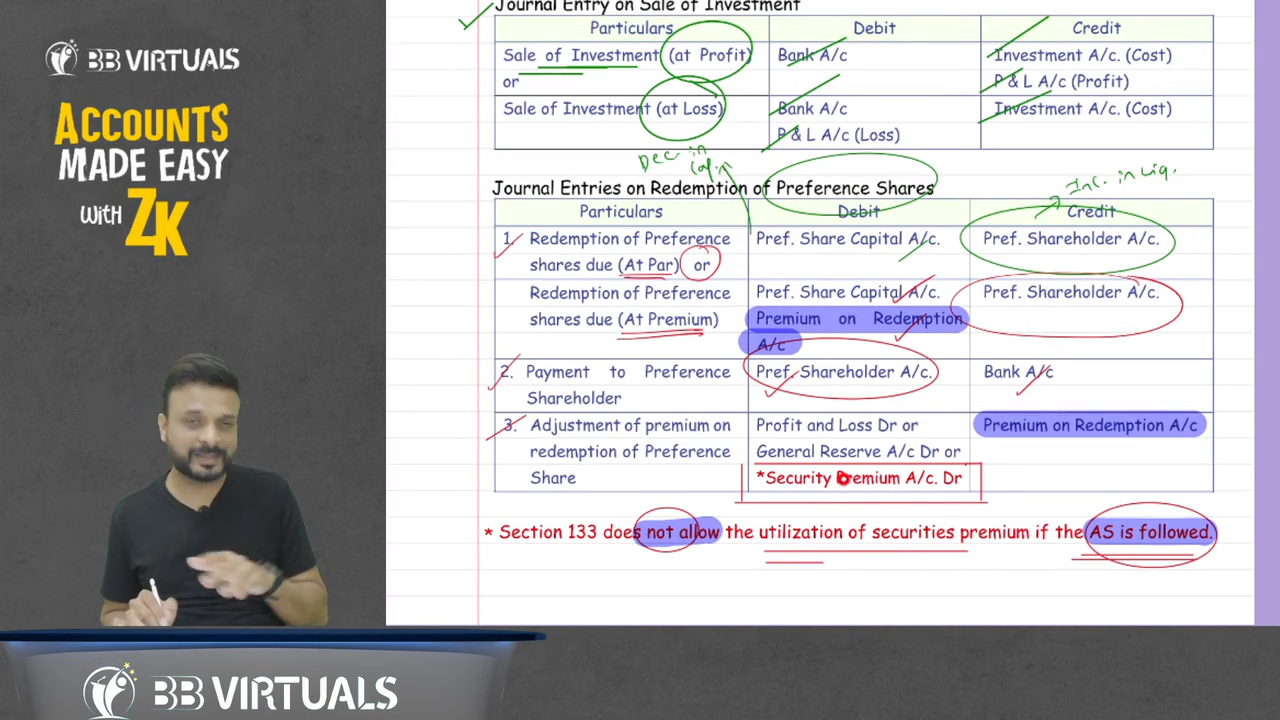 BB VIRTUALS
ACCOUNTS
MADE EASY
WITH ZK
Journal Entry on Sale of Investment
Particulars Debit Credit
Sale of Investment (at Profit) Bank A/c Investment A/c. (Cost)
or P & L A/c (Profit)
Sale of Investment (at Loss) Bank A/c Investment A/c. (Cost)
P & L A/c (Loss)
Dec. in
Cap.
Inc. in Liq.
Journal Entries on Redemption of Preference Shares
Particulars Debit Credit
1. Redemption of Preference Pref. Share Capital A/c. Pref. Shareholder A/c.
shares due (At Par) or
Redemption of Preference Pref. Share Capital A/c. Pref. Shareholder A/c.
shares due (At Premium) Premium on Redemption
A/c
2. Payment to Preference Pref. Shareholder A/c. Bank A/c
Shareholder
3. Adjustment of premium on Profit and Loss Dr or Premium on Redemption A/c
redemption of Preference General Reserve A/c Dr or
Share *Security Premium A/c. Dr
* Section 133 does not allow the utilization of securities premium if the AS is followed.
BB VIRTUALS